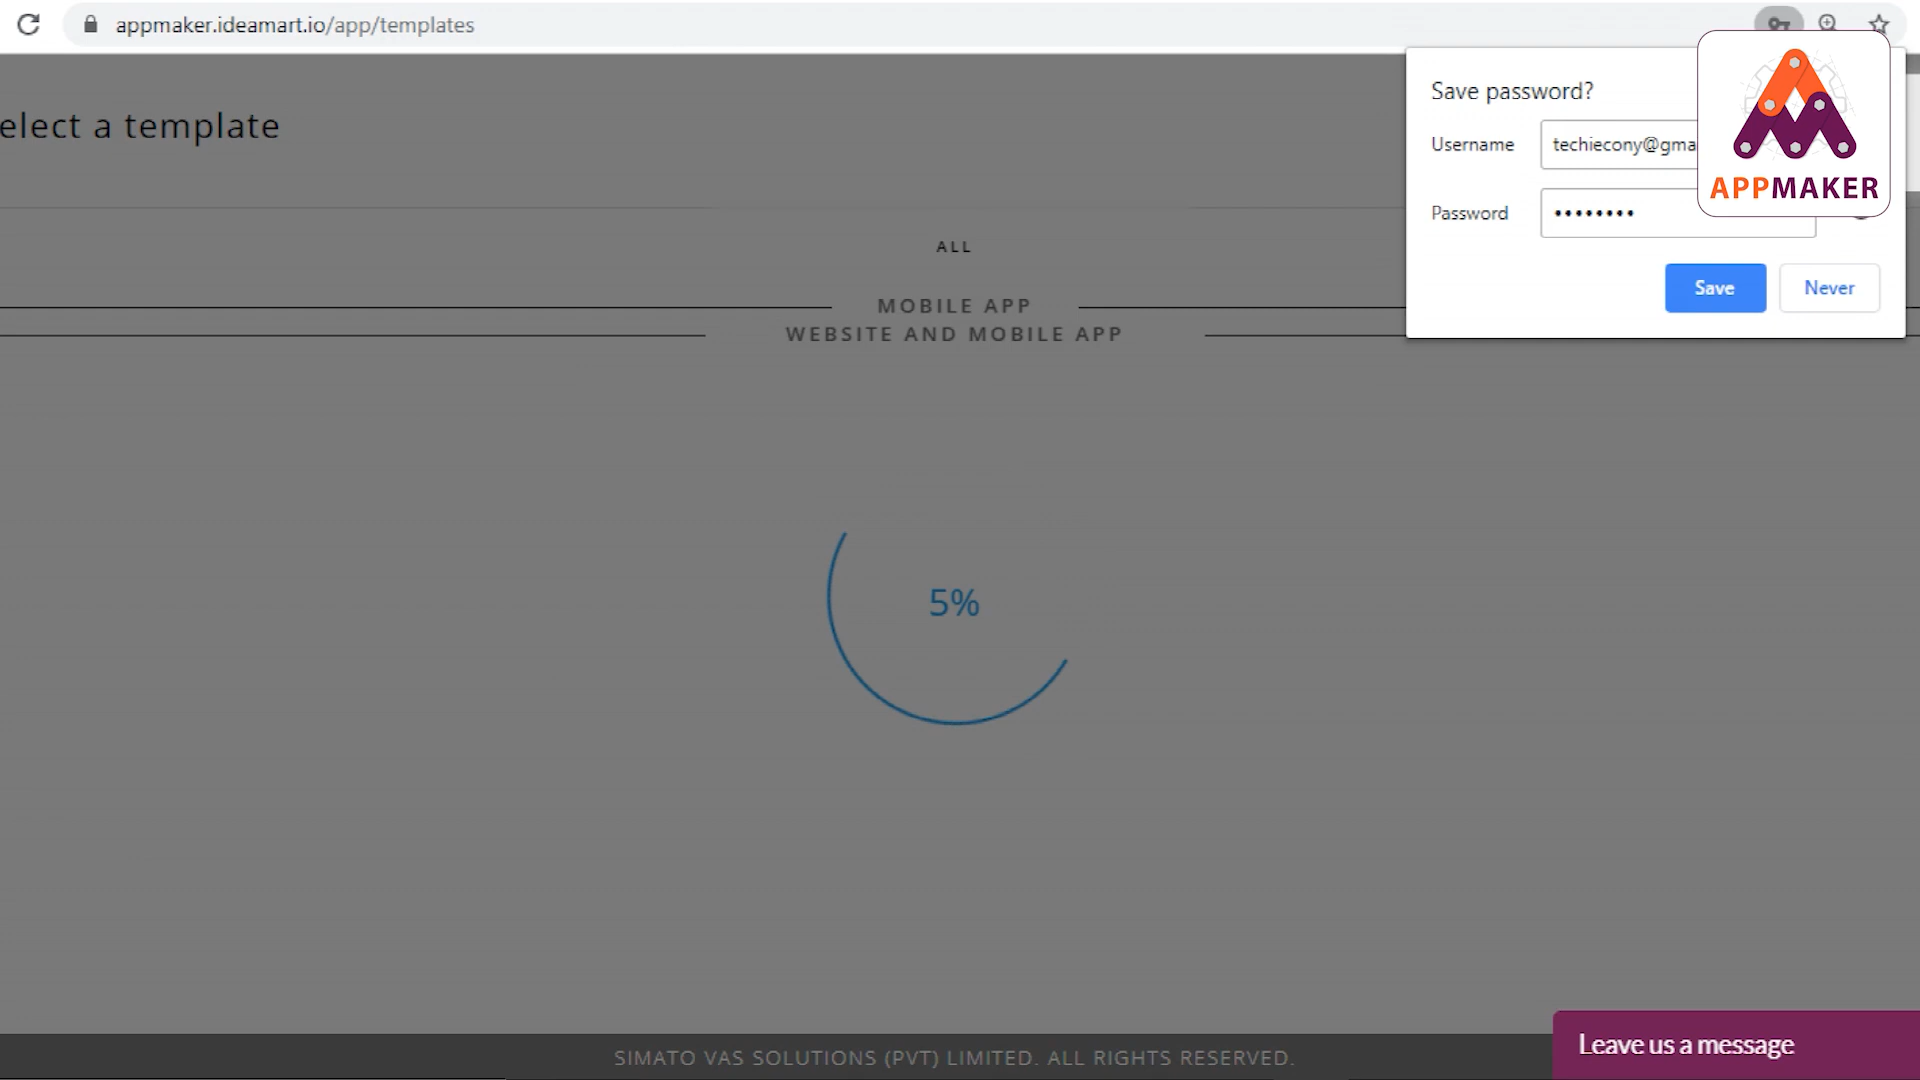 appmaker.ideamart.io/app/templates
elect a template
Save password?
Username techiecony@gma
Password ••••••••
APPMAKER
Save Never
ALL
MOBILE APP
WEBSITE AND MOBILE APP
5%
SIMATO VAS SOLUTIONS (PVT) LIMITED. ALL RIGHTS RESERVED.
Leave us a message